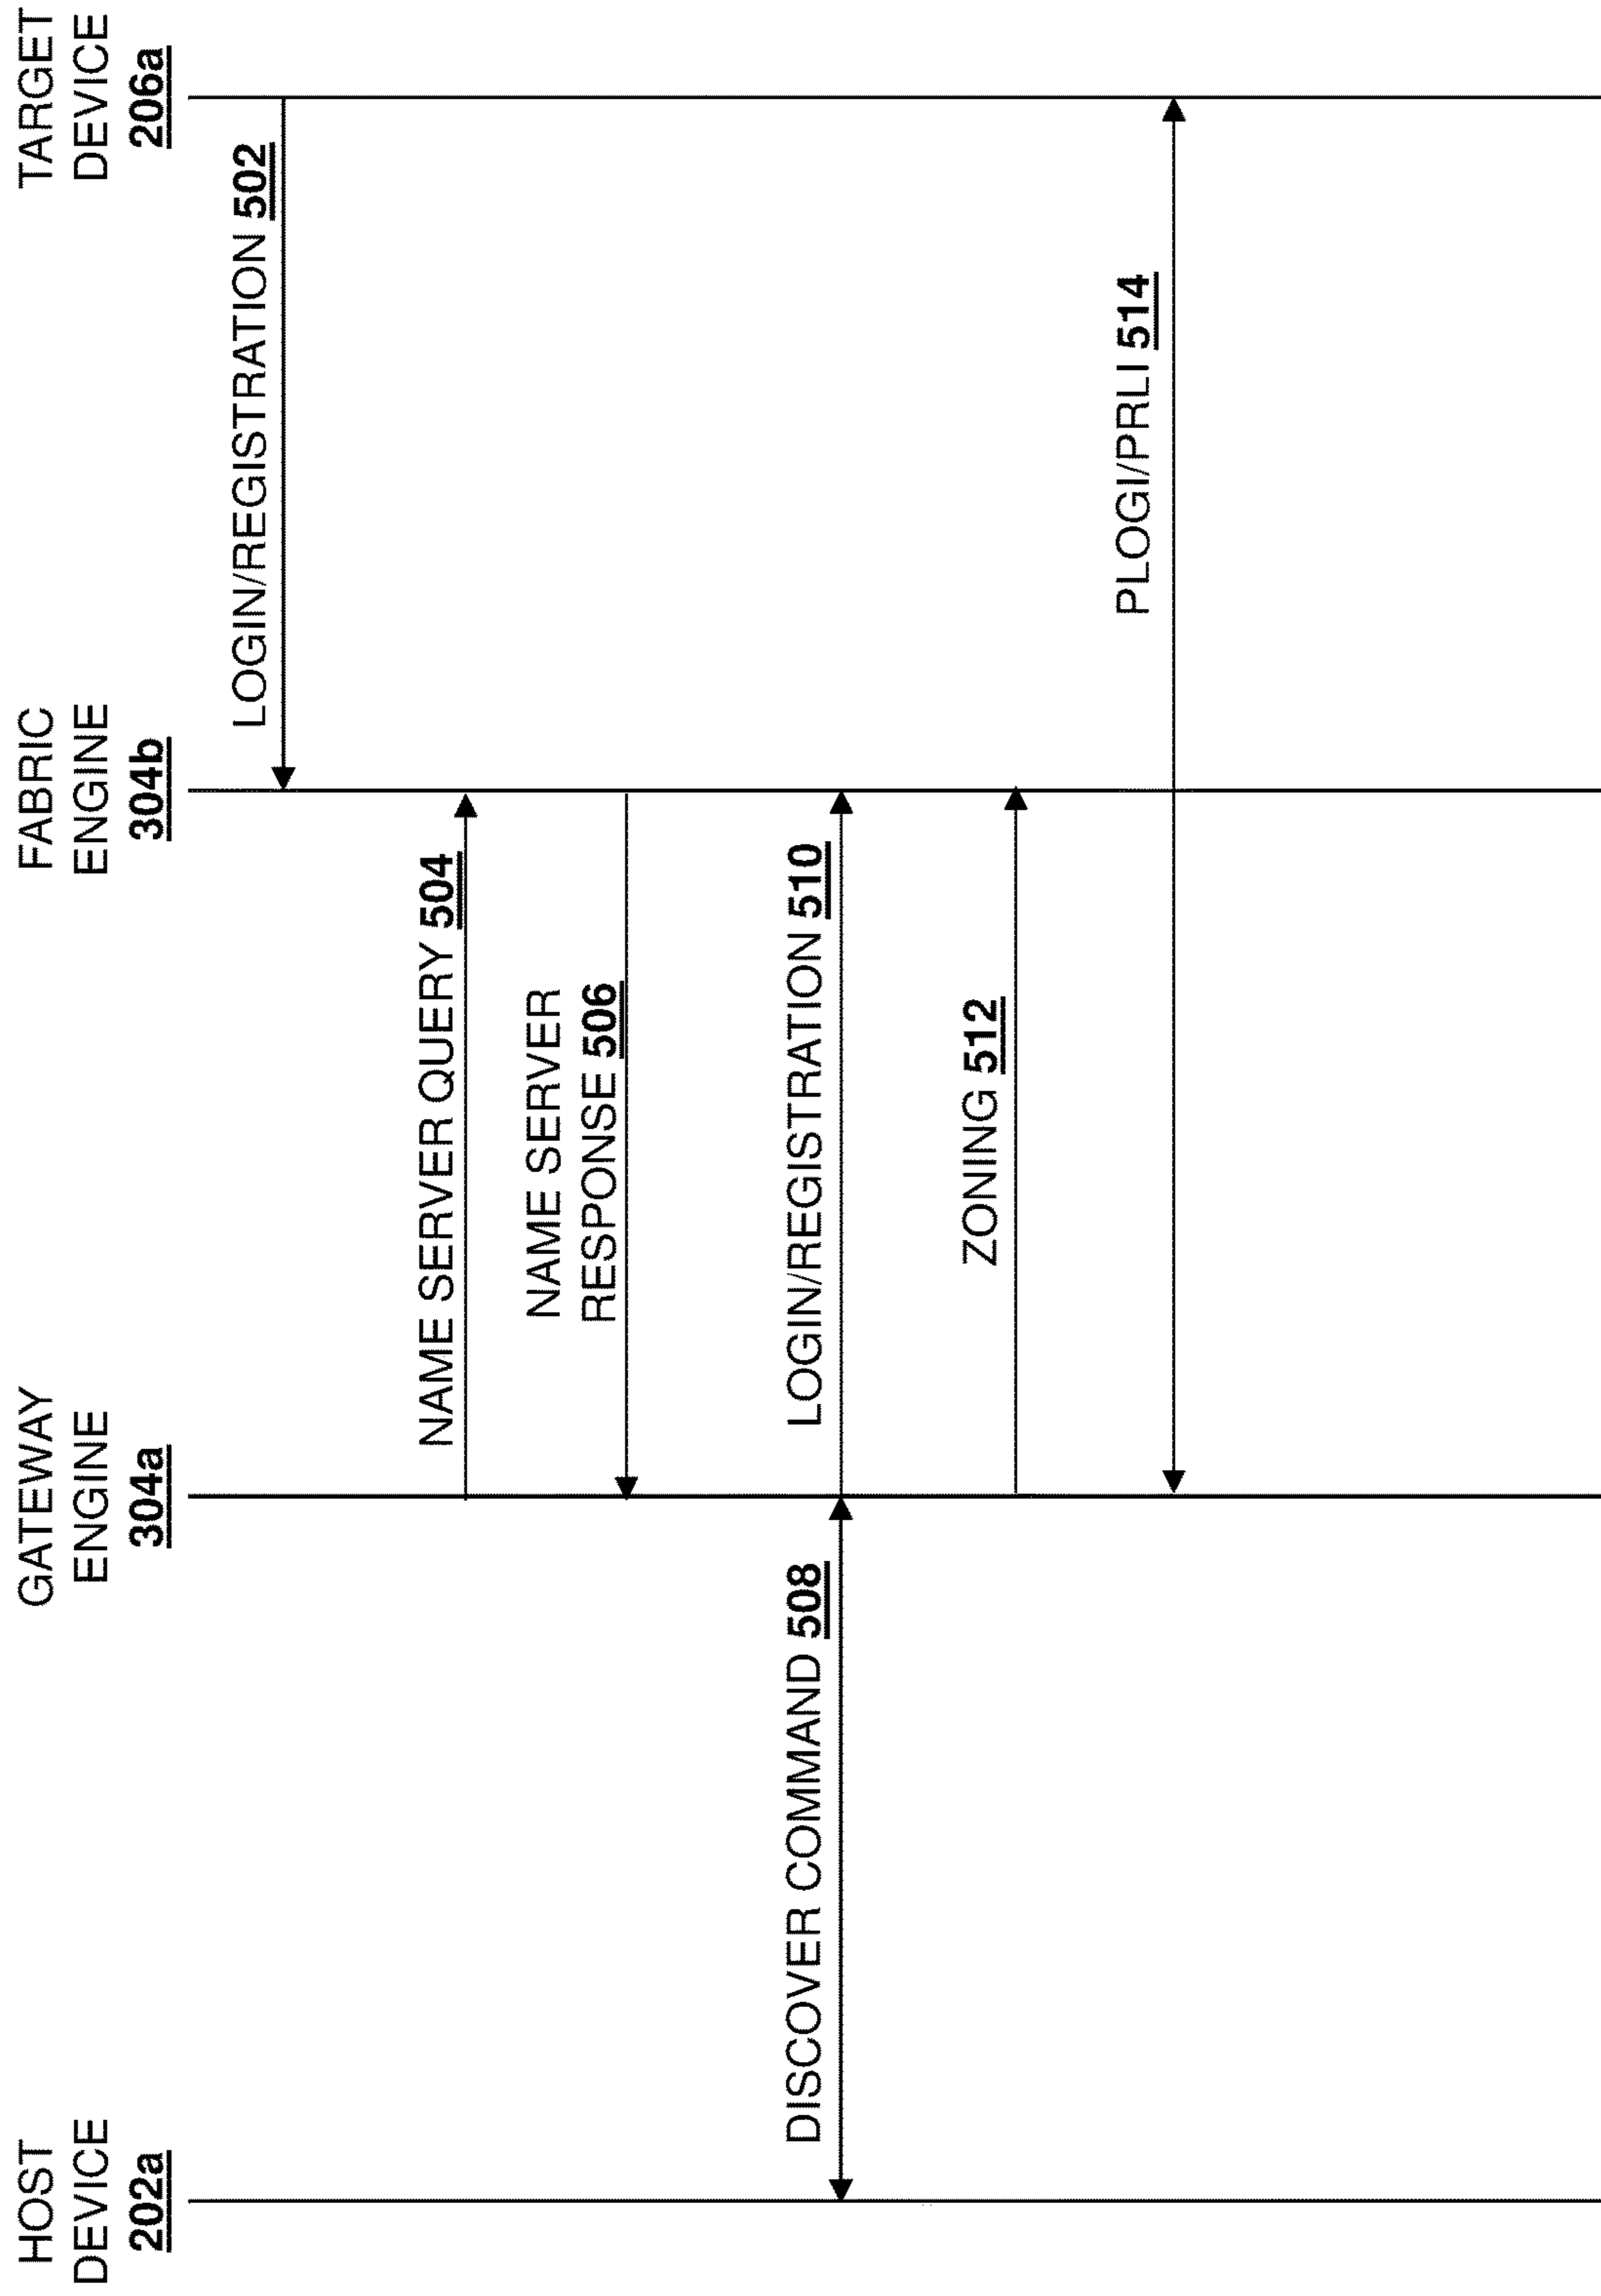 HOST
DEVICE
202a
GATEWAY
ENGINE
304a
FABRIC
ENGINE
304b
TARGET
DEVICE
206a
LOGIN/REGISTRATION 502
NAME SERVER QUERY 504
NAME SERVER
RESPONSE 506
DISCOVER COMMAND 508
LOGIN/REGISTRATION 510
ZONING 512
PLOGI/PRLI 514